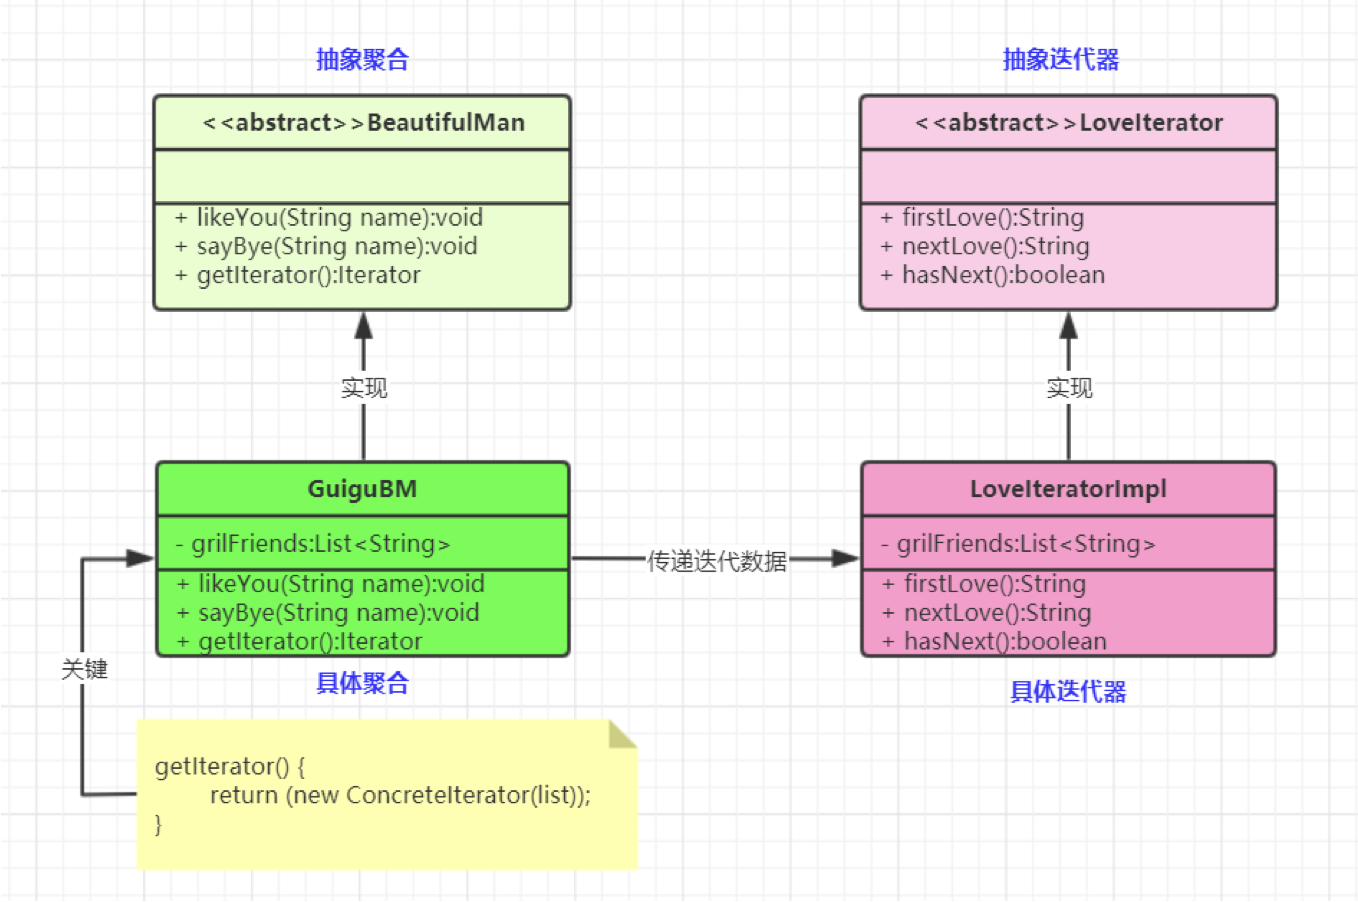 抽象聚合
<<abstract>>BeautifulMan
+ likeYou(String name):void
+ sayBye(String name):void
+ getIterator():Iterator
抽象迭代器
<<abstract>>LoveIterator
+ firstLove():String
+ nextLove():String
+ hasNext():boolean
实现
实现
GuiguBM
- grilFriends:List<String>
+ likeYou(String name):void
+ sayBye(String name):void
+ getIterator():Iterator
具体聚合
传递迭代数据
LoveIteratorImpl
- grilFriends:List<String>
+ firstLove():String
+ nextLove():String
+ hasNext():boolean
具体迭代器
关键
getIterator() {
return (new ConcreteIterator(list));
}